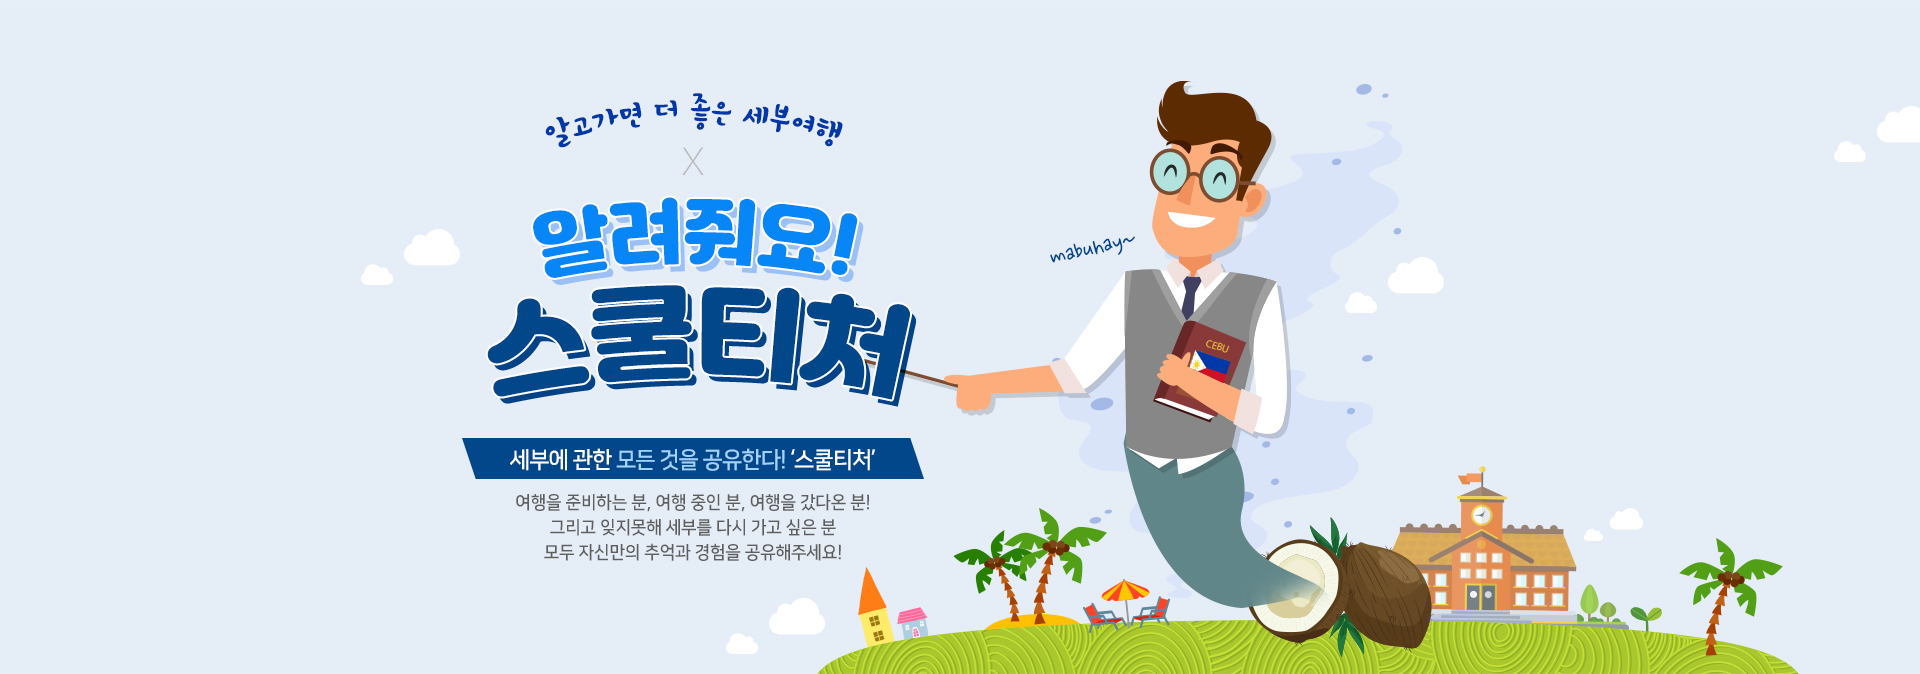 알고가면 더 좋은 세부여행
X
알려줘요!
스쿨티처
mabuhay~
CEBU
세부에 관한 모든 것을 공유한다! ‘스쿨티처’
여행을 준비하는 분, 여행 중인 분, 여행을 갔다온 분!
그리고 잊지못해 세부를 다시 가고 싶은 분
모두 자신만의 추억과 경험을 공유해주세요!